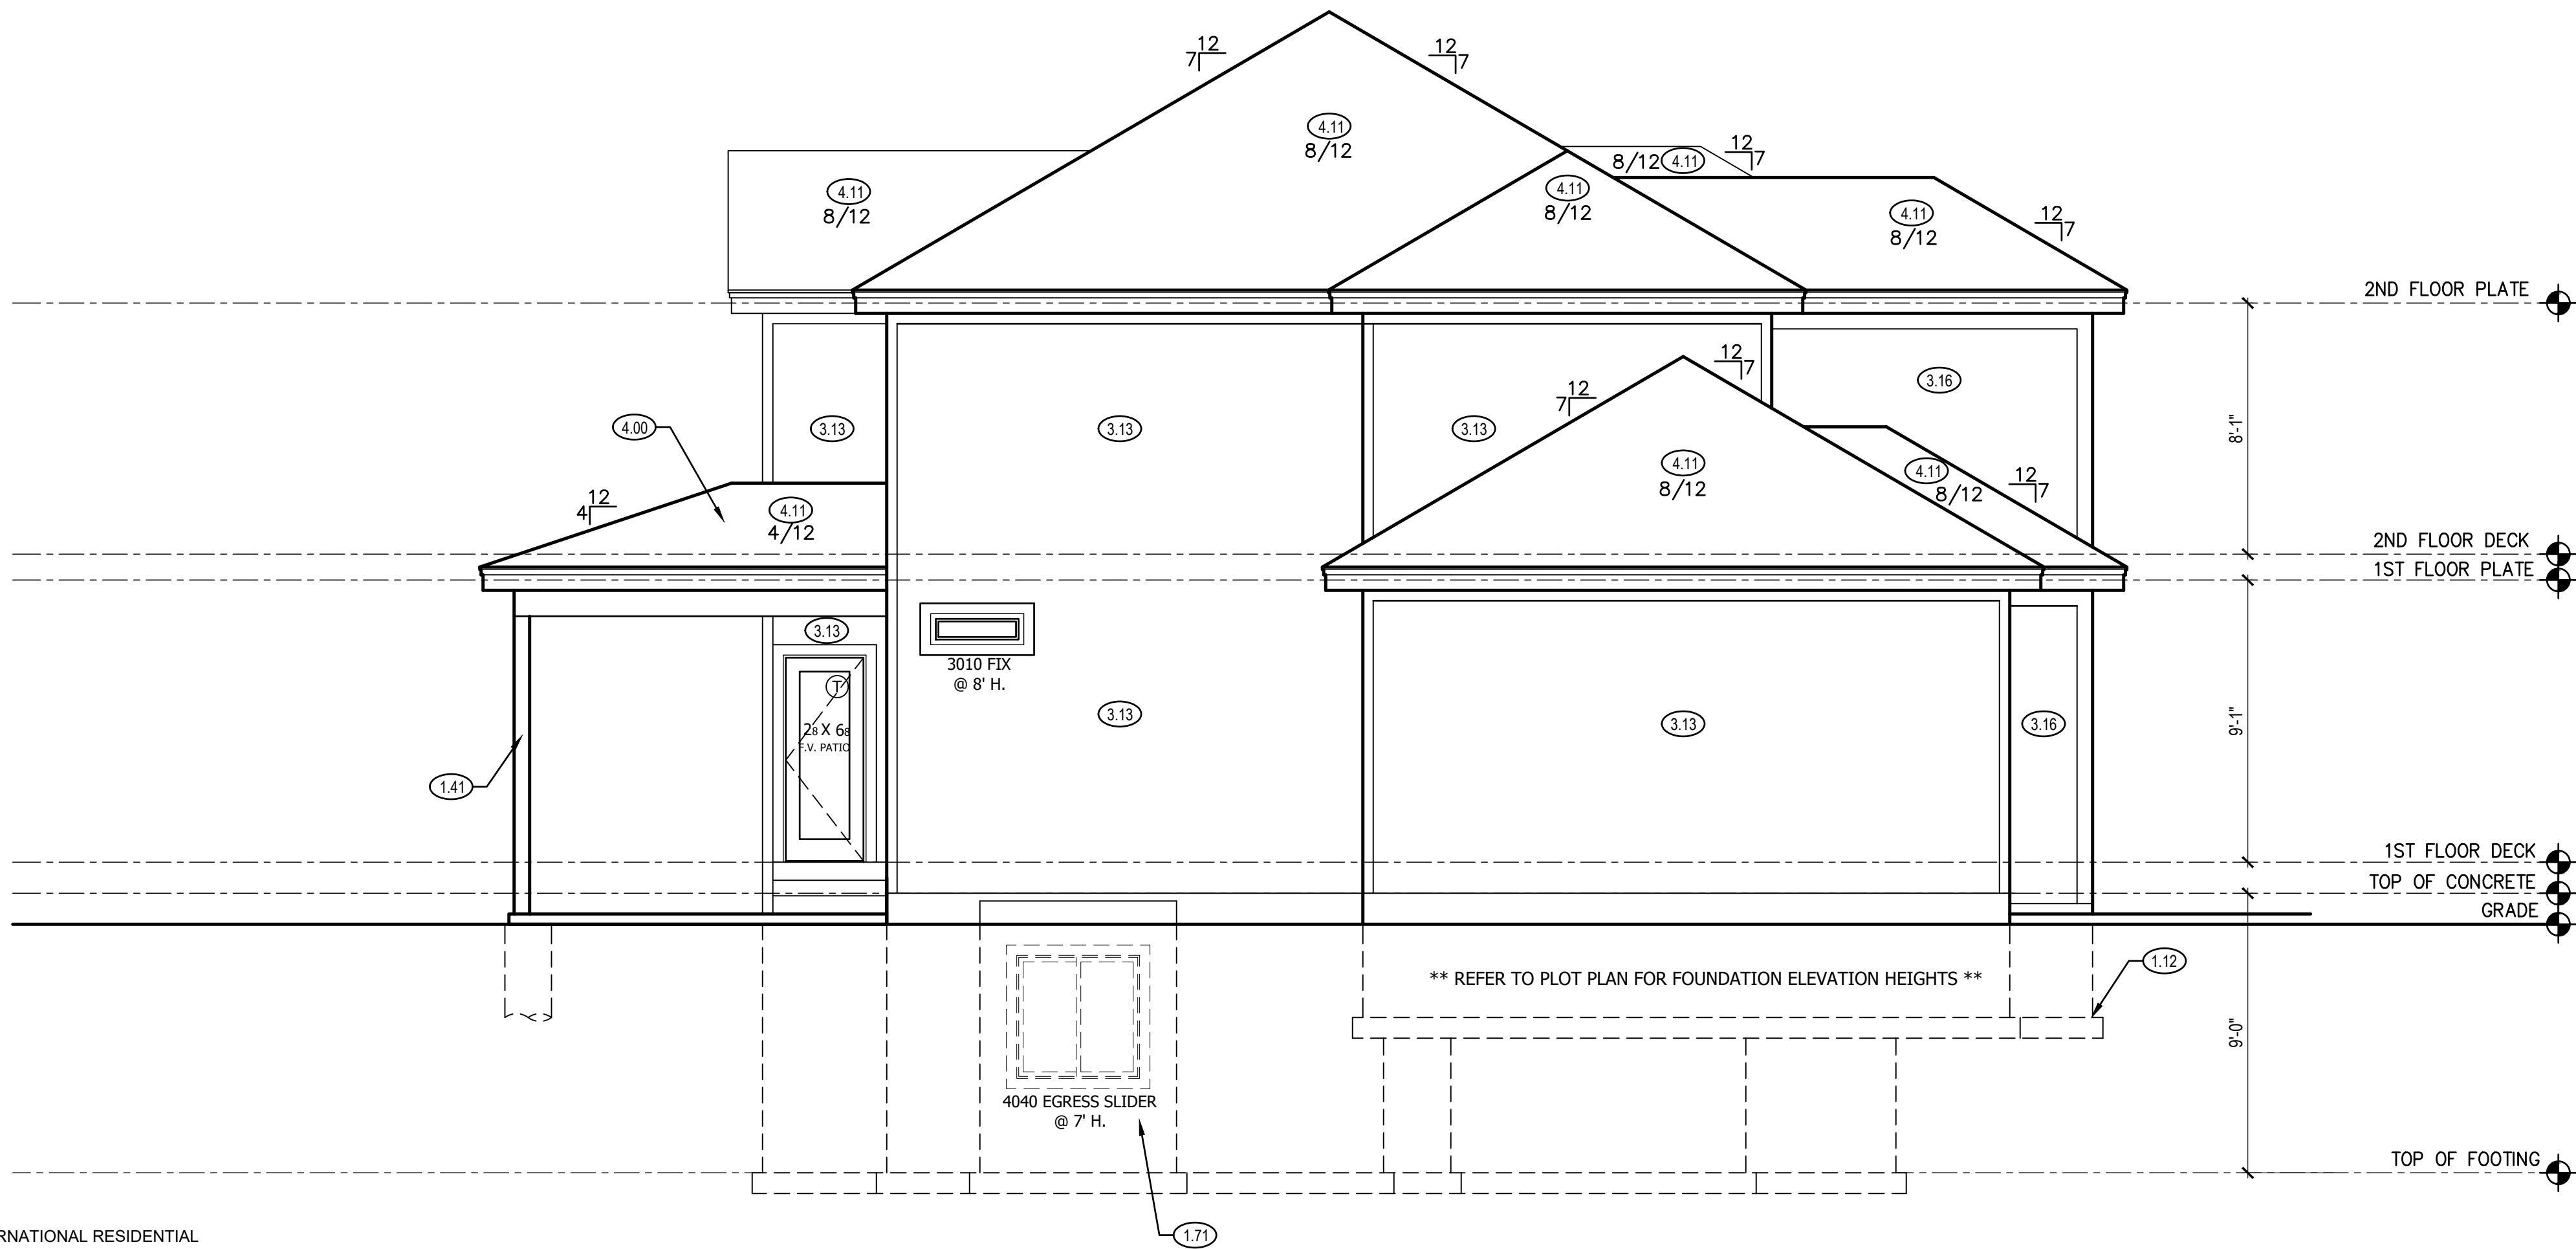 12
7
12
7
4.11
8/12
12
7
8/12 4.11
4.11
8/12
4.11
8/12
4.11
8/12
12
7
2ND FLOOR PLATE
12
7
12
7
3.16
4.00
3.13
3.13
3.13
8'-1"
4.11
8/12
4.11
8/12
12
7
12
4
4.11
4/12
2ND FLOOR DECK
1ST FLOOR PLATE
3.13
3010 FIX
@ 8' H.
T
28 X 68
F.V. PATIO
3.13
3.13
3.16
9'-1"
1.41
1ST FLOOR DECK
TOP OF CONCRETE
GRADE
** REFER TO PLOT PLAN FOR FOUNDATION ELEVATION HEIGHTS **
1.12
9'-0"
4040 EGRESS SLIDER
@ 7' H.
TOP OF FOOTING
1.71
RNATIONAL RESIDENTIAL